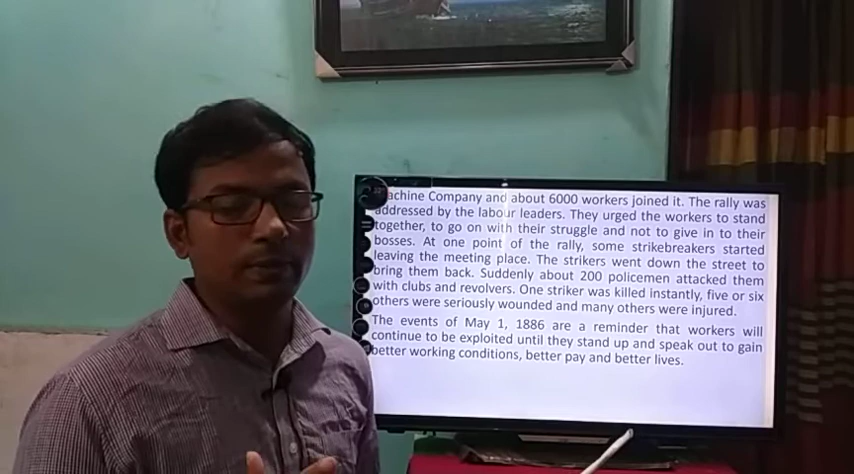 achine Company and about 6000 workers joined it. The rally was
addressed by the labour leaders. They urged the workers to stand
together, to go on with their struggle and not to give in to their
bosses. At one point of the rally, some strikebreakers started
leaving the meeting place. The strikers went down the street to
bring them back. Suddenly about 200 policemen attacked them
with clubs and revolvers. One striker was killed instantly, five or six
others were seriously wounded and many others were injured.
The events of May 1, 1886 are a reminder that workers will
continue to be exploited until they stand up and speak out to gain
better working conditions, better pay and better lives.